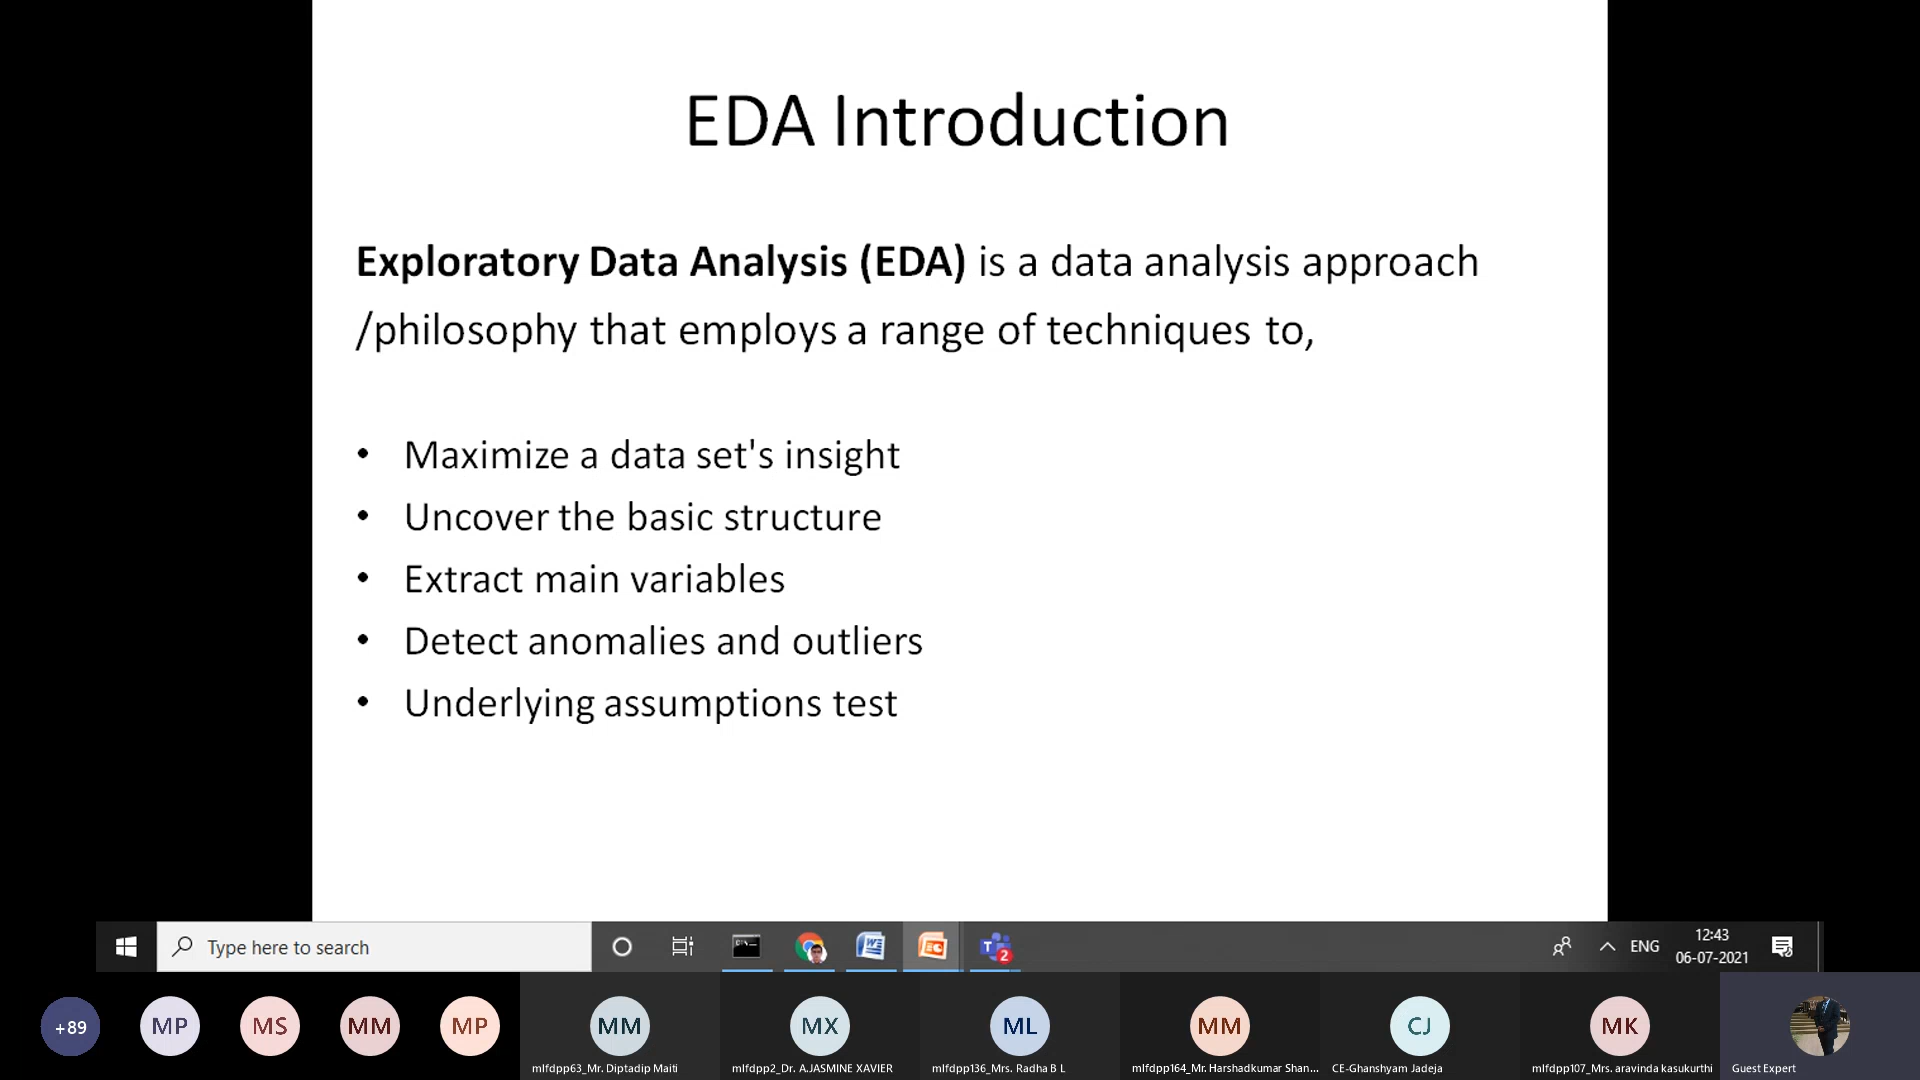 EDA Introduction
Exploratory Data Analysis (EDA) is a data analysis approach
/philosophy that employs a range of techniques to,
• Maximize a data set's insight
• Uncover the basic structure
• Extract main variables
• Detect anomalies and outliers
• Underlying assumptions test
Type here to search
2
ENG
12:43
06-07-2021
+89
MP
MS
MM
MP
MM
MX
ML
MM
CJ
MK
mlfdpp63_Mr. Diptadip Maiti
mlfdpp2_Dr. A.JASMINE XAVIER
mlfdpp136_Mrs. Radha B L
mlfdpp164_Mr. Harshadkumar Shan...
CE-Ghanshyam Jadeja
mlfdpp107_Mrs. aravinda kasukurthi
Guest Expert